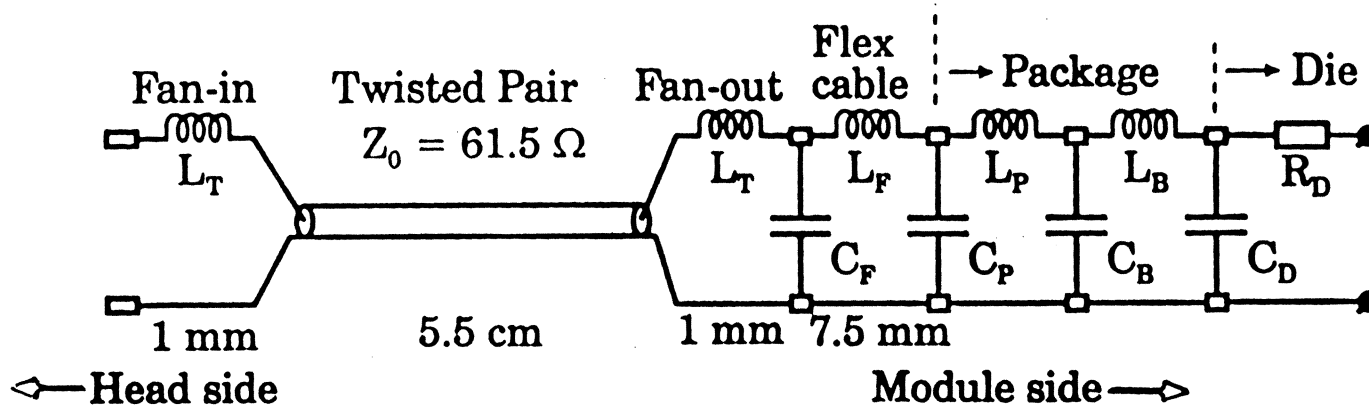 Flex
Fan-in Twisted Pair Fan-out cable → Package → Die
Z₀ = 61.5 Ω
L_T L_T L_F L_P L_B R_D
C_F C_P C_B C_D
1 mm 5.5 cm 1 mm 7.5 mm
Head side Module side